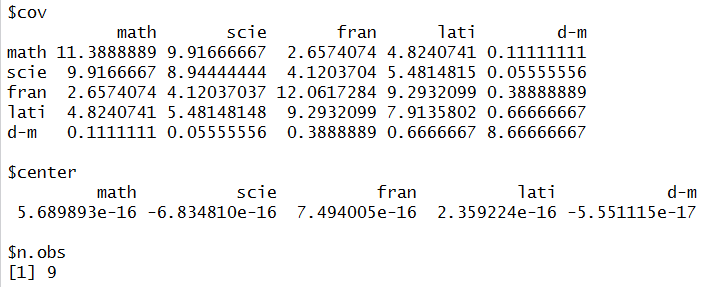 $cov
math scie fran lati d-m
math 11.3888889 9.91666667 2.6574074 4.8240741 0.11111111
scie 9.9166667 8.94444444 4.1203704 5.4814815 0.05555556
fran 2.6574074 4.12037037 12.0617284 9.2932099 0.38888889
lati 4.8240741 5.48148148 9.2932099 7.9135802 0.66666667
d-m 0.1111111 0.05555556 0.3888889 0.6666667 8.66666667
$center
math scie fran lati d-m
5.689893e-16 -6.834810e-16 7.494005e-16 2.359224e-16 -5.551115e-17
$n.obs
[1] 9